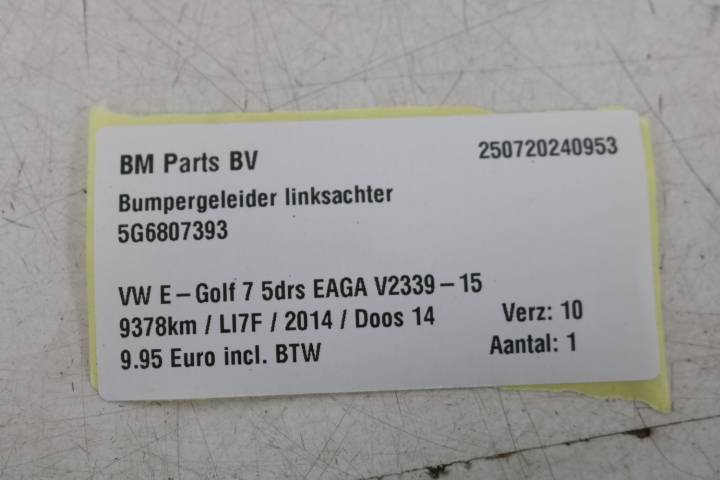 BM Parts BV 250720240953
Bumpergeleider linksachter
5G6807393
VW E-Golf 7 5drs EAGA V2339-15
9378km / LI7F / 2014 / Doos 14 Verz: 10
9.95 Euro incl. BTW Aantal: 1